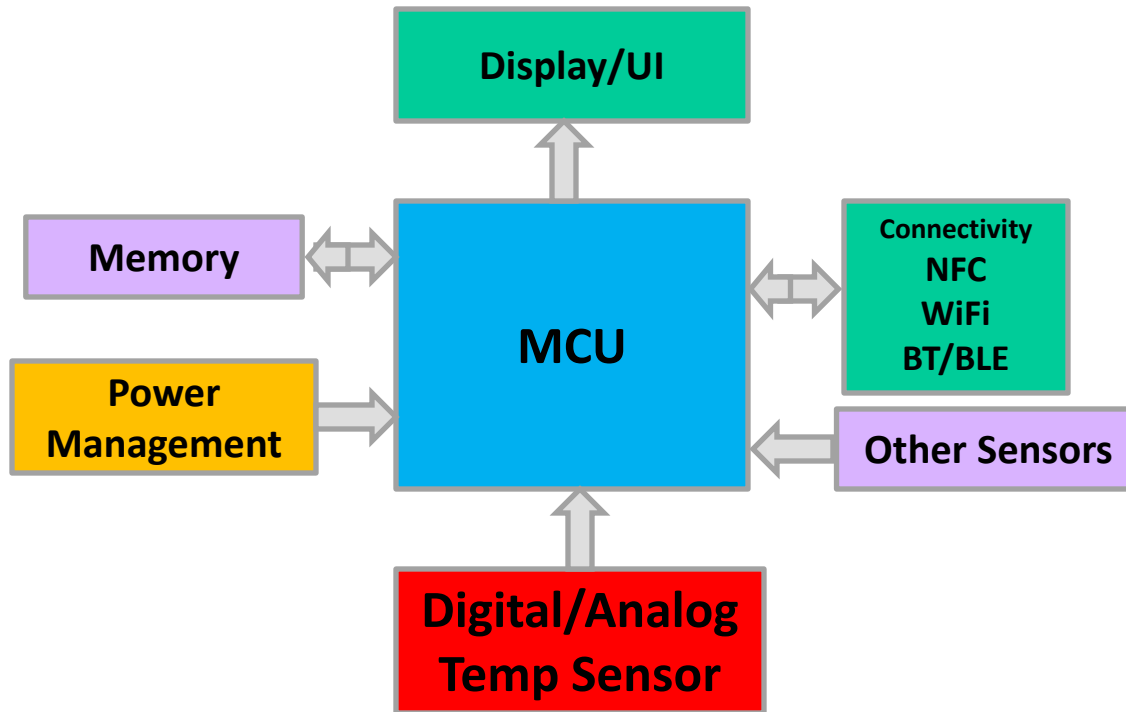 Display/UI
Memory
MCU
Connectivity
NFC
WiFi
BT/BLE
Power
Management
Other Sensors
Digital/Analog
Temp Sensor